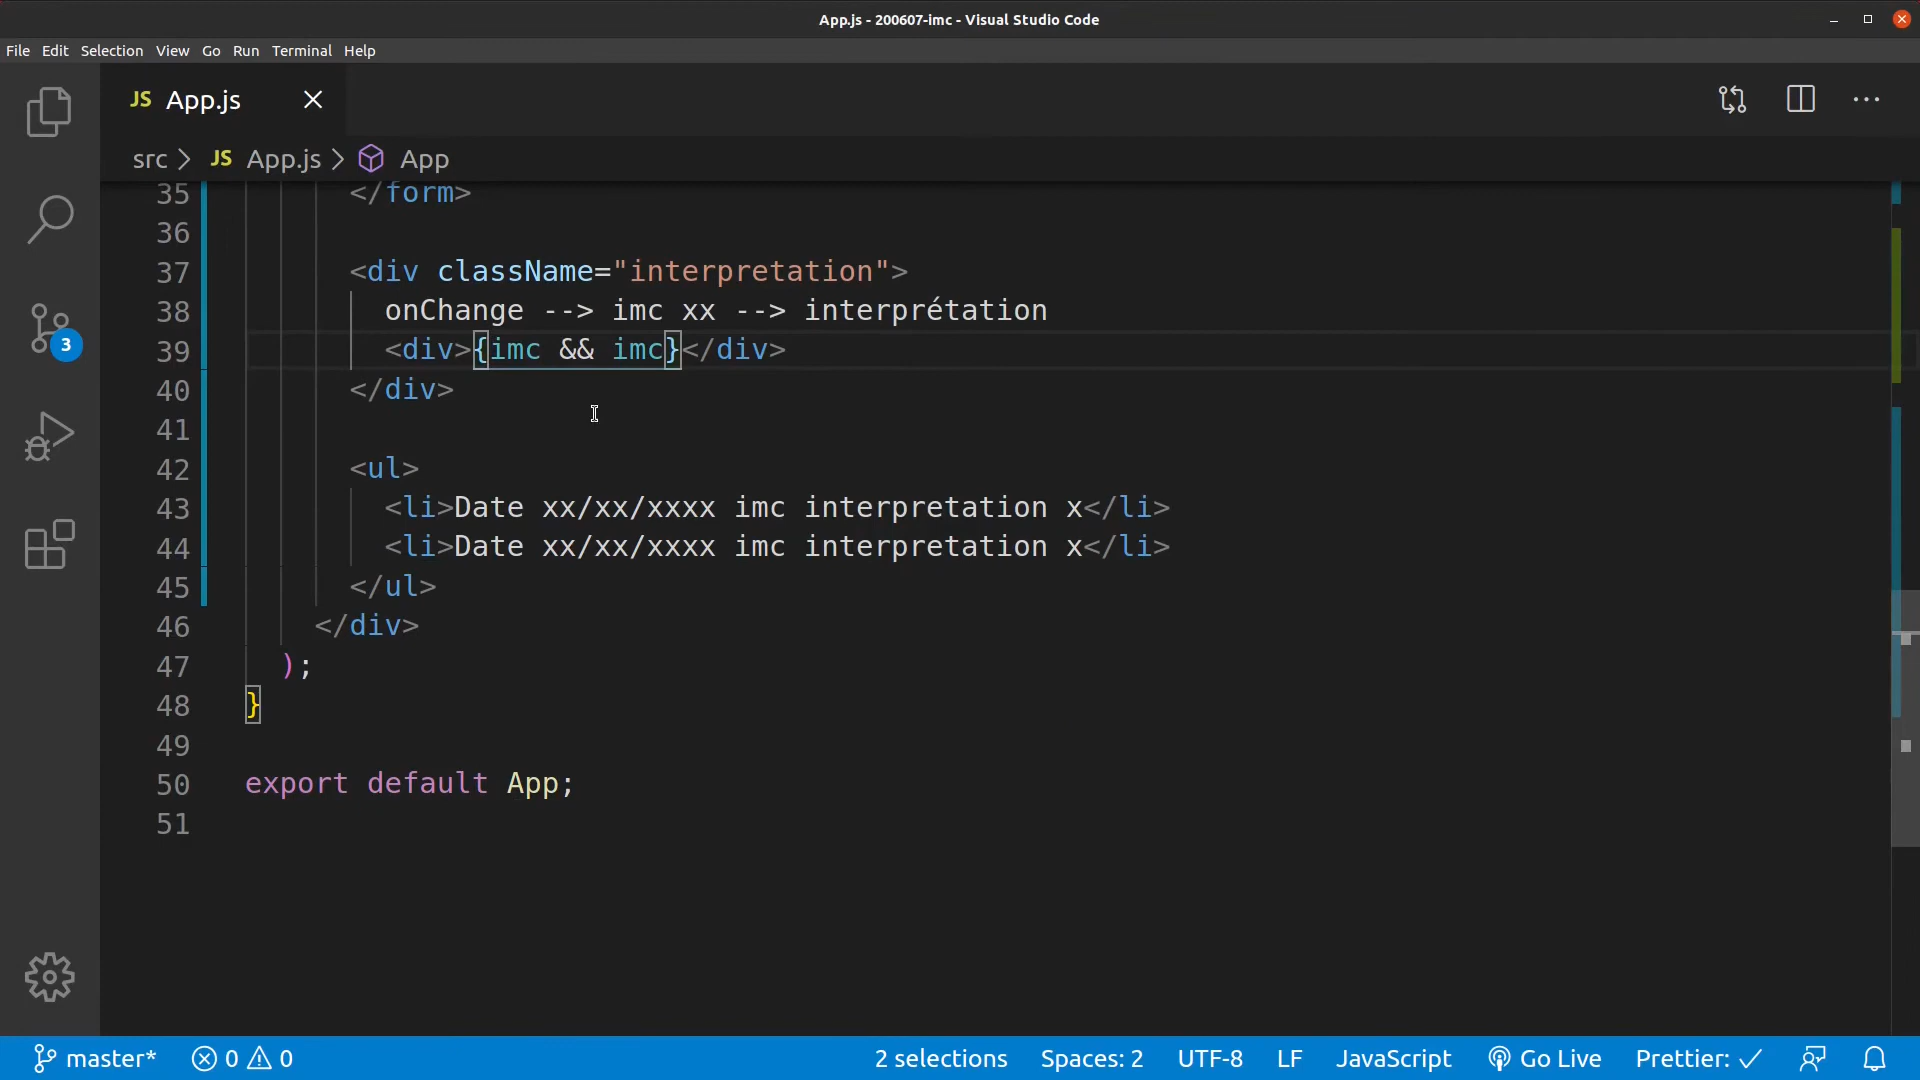 App.js - 200607-imc - Visual Studio Code
File Edit Selection View Go Run Terminal Help
JS App.js
src > JS App.js > App
35 </form>
36
37 <div className="interpretation">
38 onChange --> imc xx --> interprétation
39 <div>{imc && imc}</div>
40 </div>
41
42 <ul>
43 <li>Date xx/xx/xxxx imc interpretation x</li>
44 <li>Date xx/xx/xxxx imc interpretation x</li>
45 </ul>
46 </div>
47 );
48 }
49
50 export default App;
51
3
master* 0 0 2 selections Spaces: 2 UTF-8 LF JavaScript Go Live Prettier: ✓